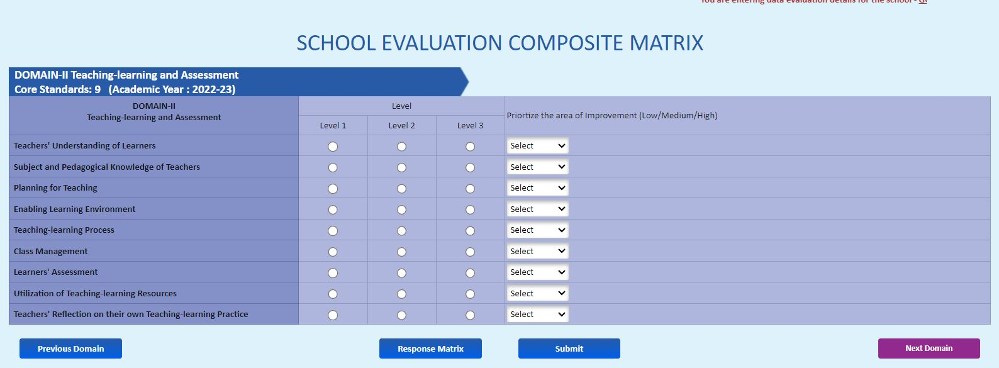 You are entering data evaluation details for the school -
SCHOOL EVALUATION COMPOSITE MATRIX
DOMAIN-II Teaching-learning and Assessment
Core Standards: 9 (Academic Year : 2022-23)
DOMAIN-II
Teaching-learning and Assessment
Level
Priortize the area of Improvement (Low/Medium/High)
Level 1 Level 2 Level 3
Teachers' Understanding of Learners Select
Subject and Pedagogical Knowledge of Teachers Select
Planning for Teaching Select
Enabling Learning Environment Select
Teaching-learning Process Select
Class Management Select
Learners' Assessment Select
Utilization of Teaching-learning Resources Select
Teachers' Reflection on their own Teaching-learning Practice Select
Previous Domain Response Matrix Submit Next Domain